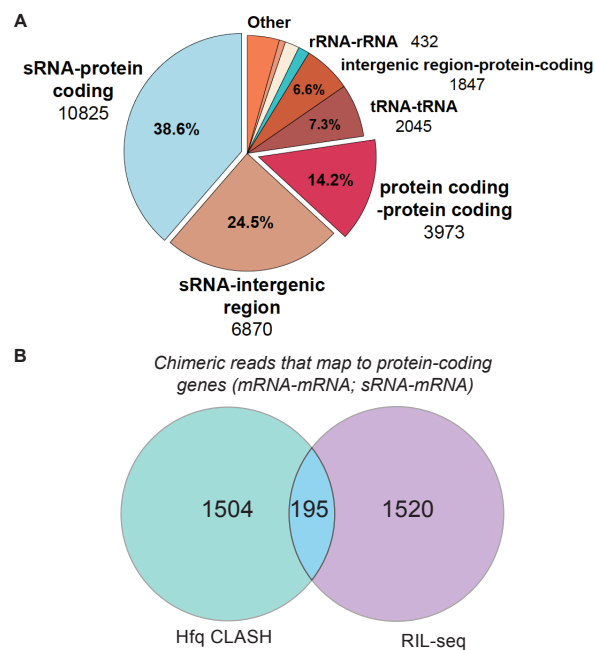 A
Other
rRNA-rRNA 432
intergenic region-protein-coding
1847
tRNA-tRNA
2045
sRNA-protein
coding
10825
38.6%
6.6%
7.3%
14.2%
protein coding
-protein coding
3973
24.5%
sRNA-intergenic
region
6870
B
Chimeric reads that map to protein-coding
genes (mRNA-mRNA; sRNA-mRNA)
1504
195
1520
Hfq CLASH
RIL-seq